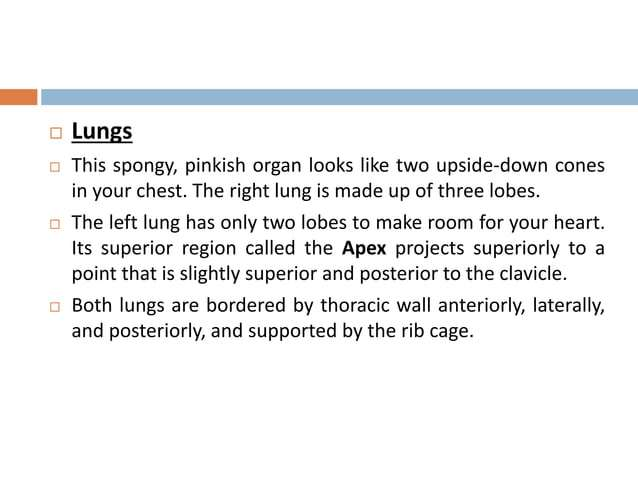 Lungs
This spongy, pinkish organ looks like two upside-down cones
in your chest. The right lung is made up of three lobes.
The left lung has only two lobes to make room for your heart.
Its superior region called the Apex projects superiorly to a
point that is slightly superior and posterior to the clavicle.
Both lungs are bordered by thoracic wall anteriorly, laterally,
and posteriorly, and supported by the rib cage.